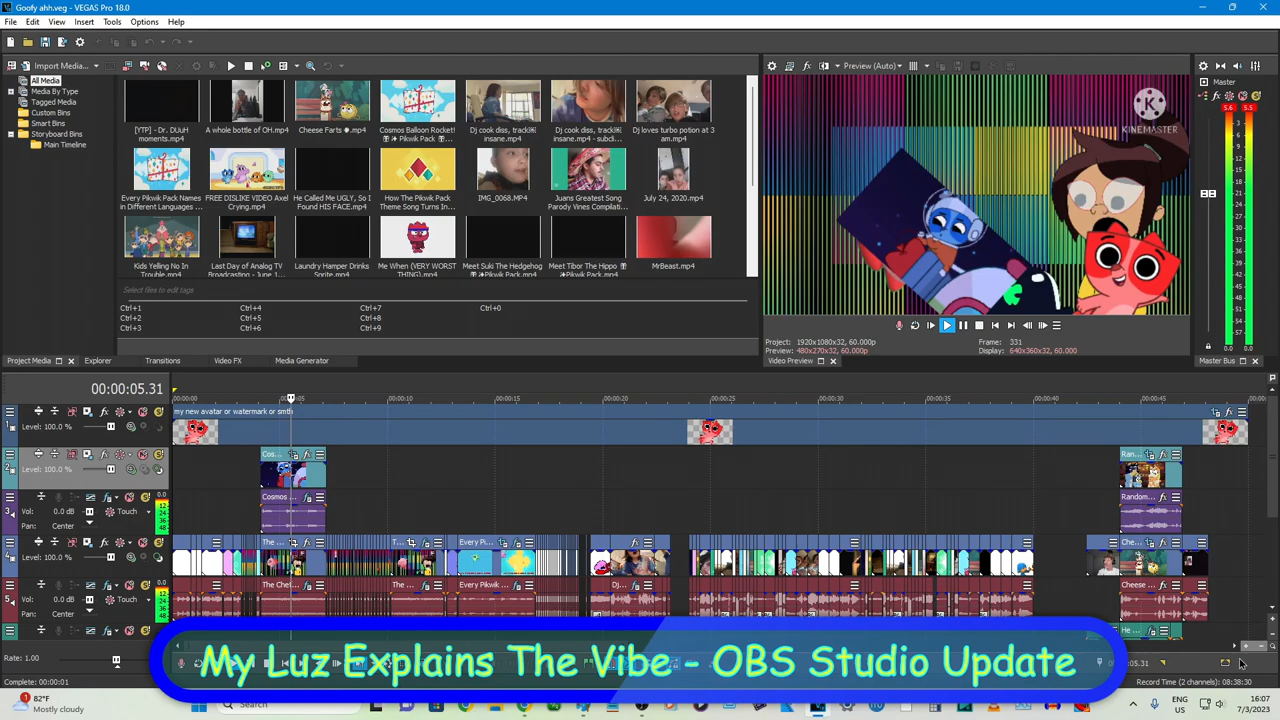 Goofy ahh.veg - VEGAS Pro 18.0
File Edit View Insert Tools Options Help
Import Media...
Preview (Auto)
Master
All Media
Media By Type
Tagged Media
Custom Bins
Smart Bins
Storyboard Bins
Main Timeline
[YTP] - Dr. DUuH moments.mp4
A whole bottle of OH.mp4
Cheese Farts
Cosmos Balloon Rocket!
Pikwik Pack
Dj cook diss, track insane.mp4
Dj cook diss, track insane.mp4 - subcli...
Dj loves turbo potion at 3 am.mp4
Every Pikwik Pack Names in Different Languages ...
FREE DISLIKE VIDEO Axel Crying.mp4
He Called Me UGLY, So I Found HIS FACE.mp4
How The Pikwik Pack Theme Song Turns In...
IMG_0068.MP4
Juans Greatest Song Parody Vines Compilati...
July 24, 2020.mp4
Kids Yelling No In Trouble.mp4
Last Day of Analog TV Broadcasting - June 1...
Laundry Hamper Drinks Sprite.mp4
Me When (VERY WORST THING).mp4
Meet Suki The Hedgehog
Meet Tibor The Hippo
MrBeast.mp4
KINEMASTER
Select files to edit tags
Ctrl+1 Ctrl+4 Ctrl+7 Ctrl+0
Ctrl+2 Ctrl+5 Ctrl+8
Ctrl+3 Ctrl+6 Ctrl+9
Project: 1920x1080x32, 60.000p
Preview: 480x270x32, 60.000p
Frame: 331
Display: 640x360x32, 60.000
Project Media Explorer Transitions Video FX Media Generator
Video Preview
Master Bus
00:00:05.31
my new avatar or watermark or smth
Level: 100.0 %
Level: 100.0 %
Cos...
Ran...
Cosmos ...
Random...
Vol: 0.0 dB Touch
Pan: Center
The ... T... Every Pi... Che...
Level: 100.0 %
The Chet... The ... Every Pikwik ... Dj... Cheese ...
Vol: 0.0 dB Touch
Pan: Center
He ...
My Luz Explains The Vibe - OBS Studio Update
Rate: 1.00
00:00:05.31
Complete: 00:00:01
Record Time (2 channels): 08:38:30
82°F
Mostly cloudy
Search
ENG
US
16:07
7/3/2023